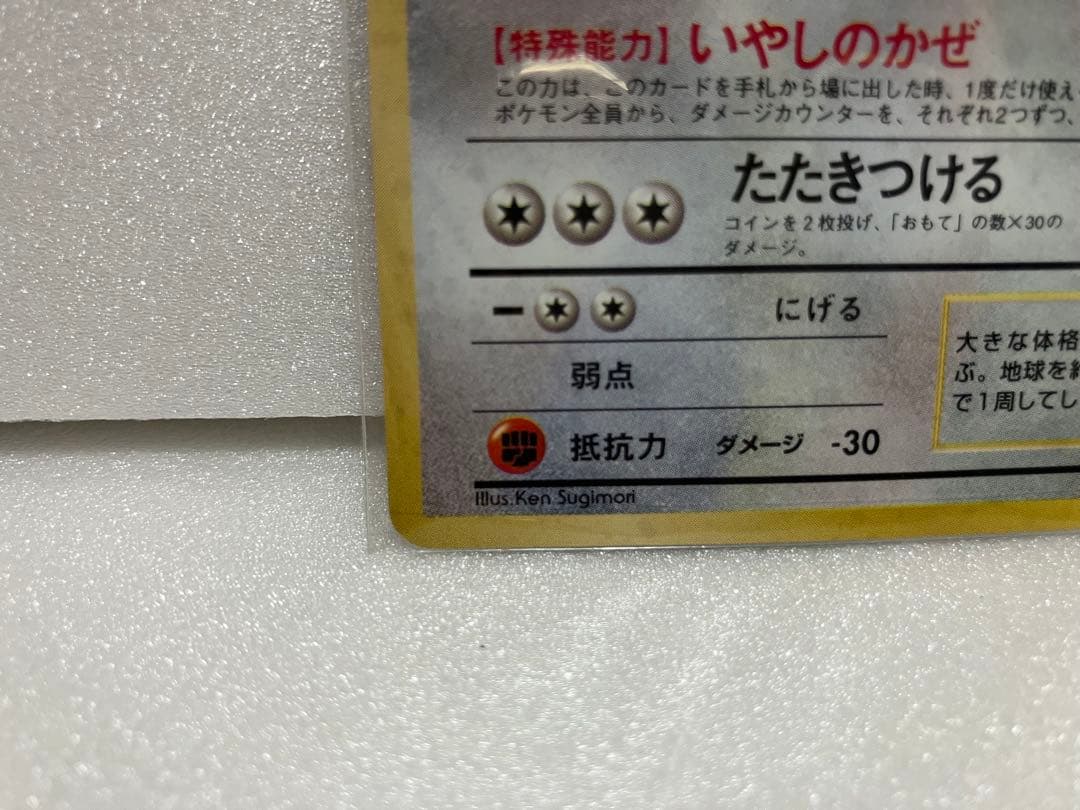 【特殊能力】いやしのかぜ
この力は、このカードを手札から場に出した時、1度だけ使え
ポケモン全員から、ダメージカウンターを、それぞれ2つずつ、
たたきつける
コインを2枚投げ、「おもて」の数×30の
ダメージ。
にげる
弱点
抵抗力 ダメージ -30
大きな体格
ぶ。地球を約
で1周してし
Illus.Ken Sugimori